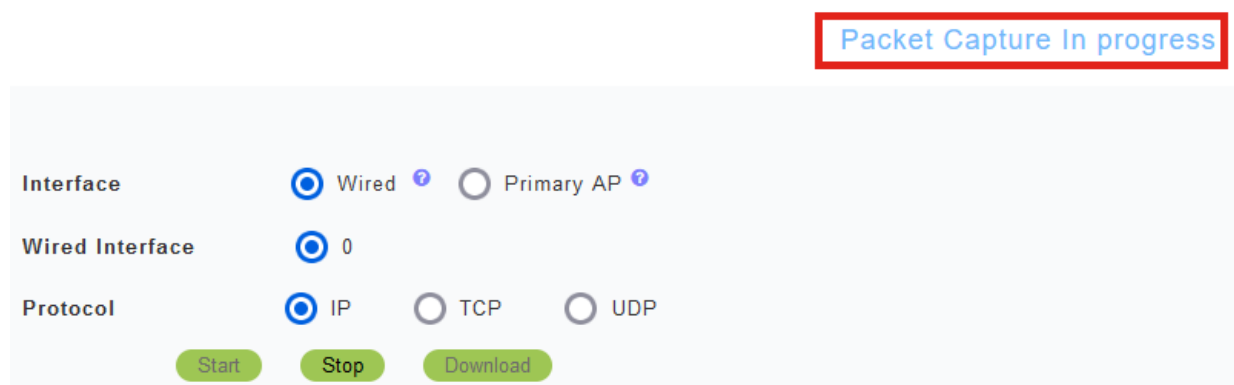 Packet Capture In progress
Interface Wired ? Primary AP ?
Wired Interface 0
Protocol IP TCP UDP
Start Stop Download